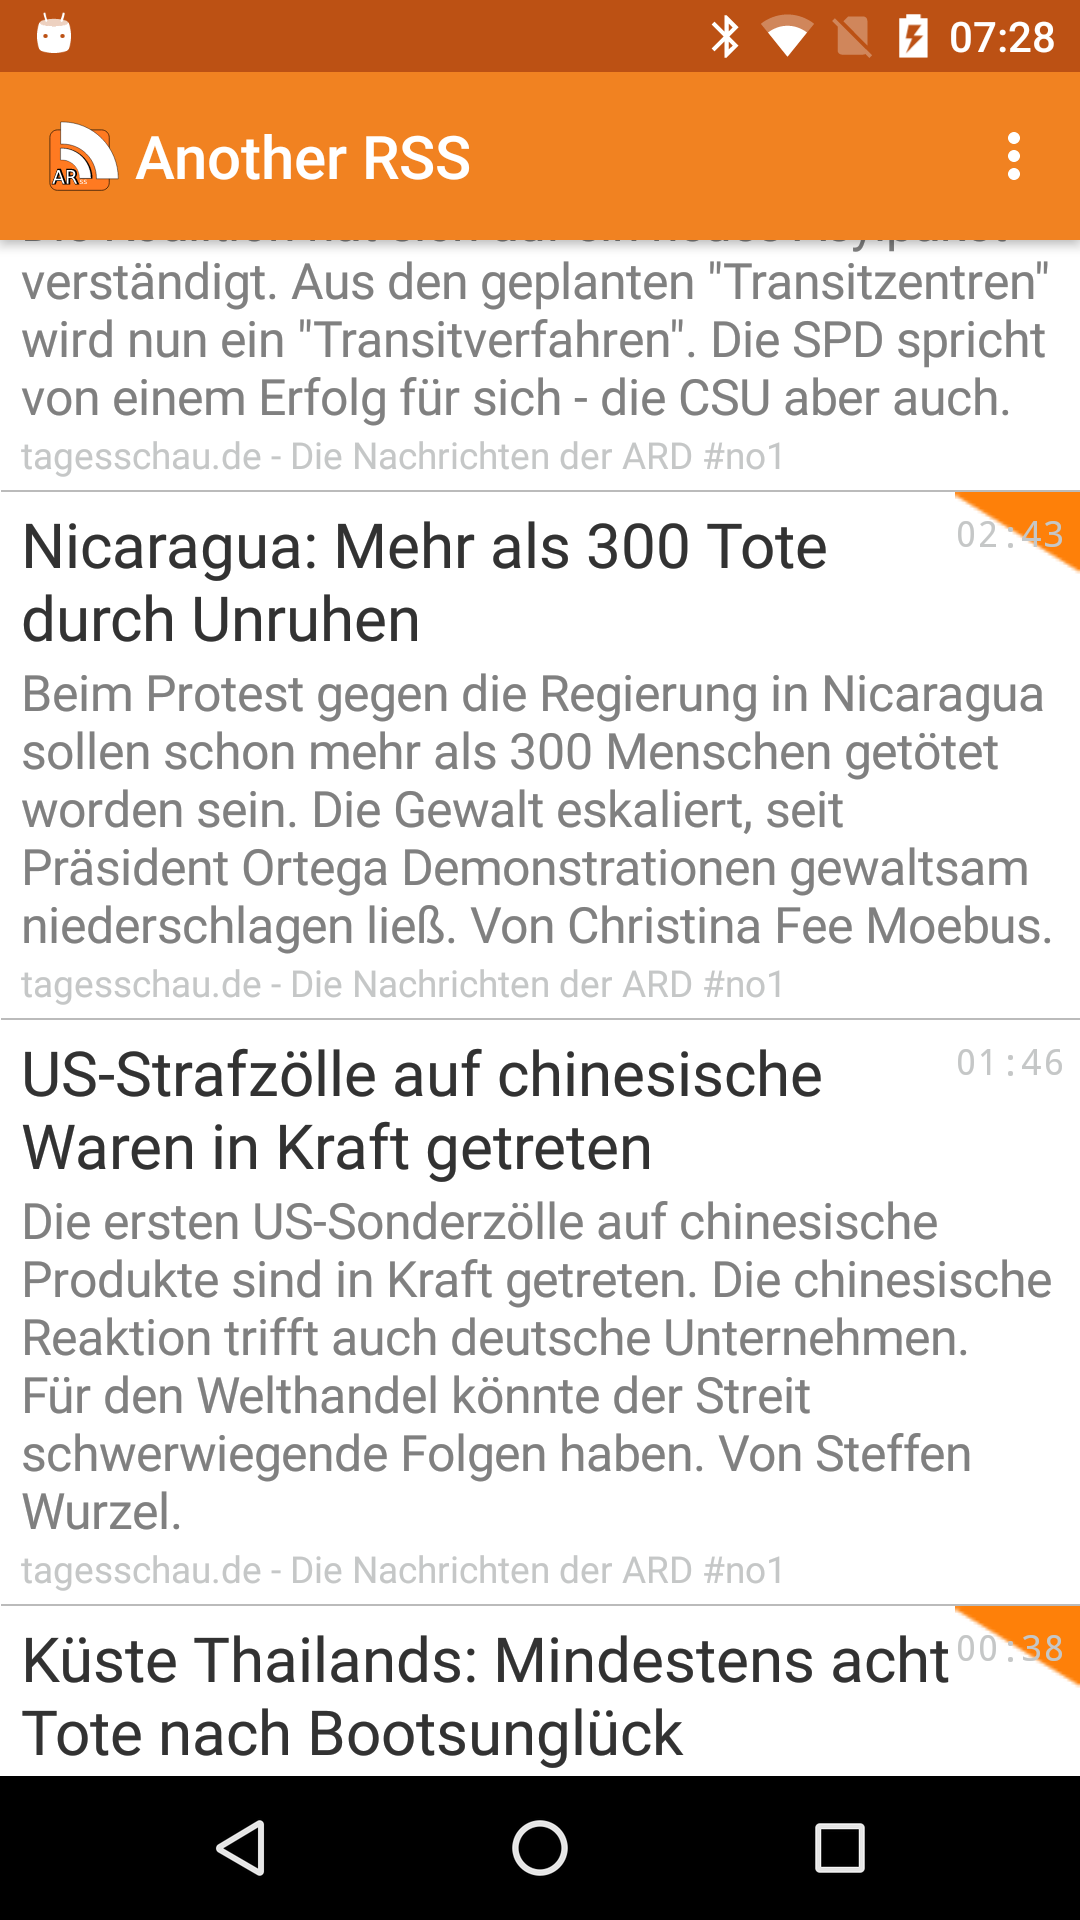 07:28
AR
Another RSS
verständigt. Aus den geplanten "Transitzentren"
wird nun ein "Transitverfahren". Die SPD spricht
von einem Erfolg für sich - die CSU aber auch.
tagesschau.de - Die Nachrichten der ARD #no1
Nicaragua: Mehr als 300 Tote
02:43
durch Unruhen
Beim Protest gegen die Regierung in Nicaragua
sollen schon mehr als 300 Menschen getötet
worden sein. Die Gewalt eskaliert, seit
Präsident Ortega Demonstrationen gewaltsam
niederschlagen ließ. Von Christina Fee Moebus.
tagesschau.de - Die Nachrichten der ARD #no1
US-Strafzölle auf chinesische
01:46
Waren in Kraft getreten
Die ersten US-Sonderzölle auf chinesische
Produkte sind in Kraft getreten. Die chinesische
Reaktion trifft auch deutsche Unternehmen.
Für den Welthandel könnte der Streit
schwerwiegende Folgen haben. Von Steffen
Wurzel.
tagesschau.de - Die Nachrichten der ARD #no1
Küste Thailands: Mindestens acht
00:38
Tote nach Bootsunglück